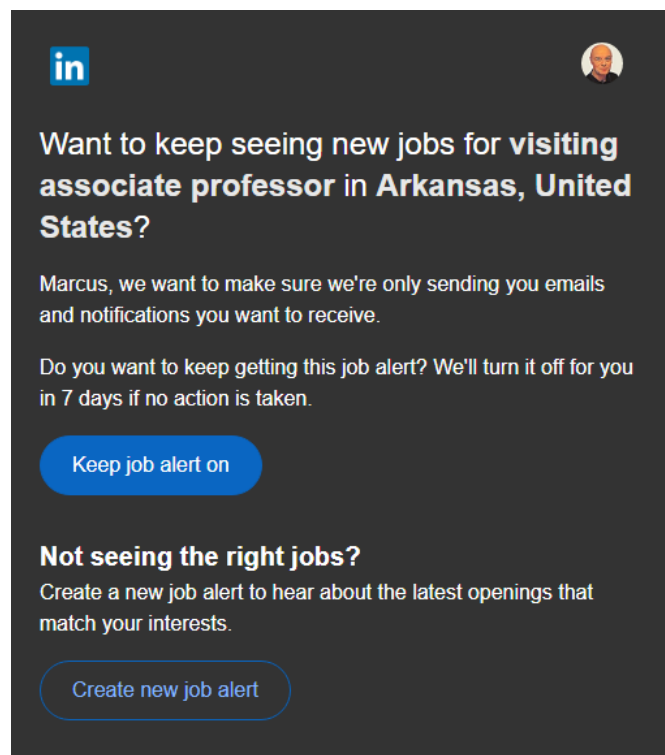 in
Want to keep seeing new jobs for visiting
associate professor in Arkansas, United
States?
Marcus, we want to make sure we're only sending you emails
and notifications you want to receive.
Do you want to keep getting this job alert? We'll turn it off for you
in 7 days if no action is taken.
Keep job alert on
Not seeing the right jobs?
Create a new job alert to hear about the latest openings that
match your interests.
Create new job alert